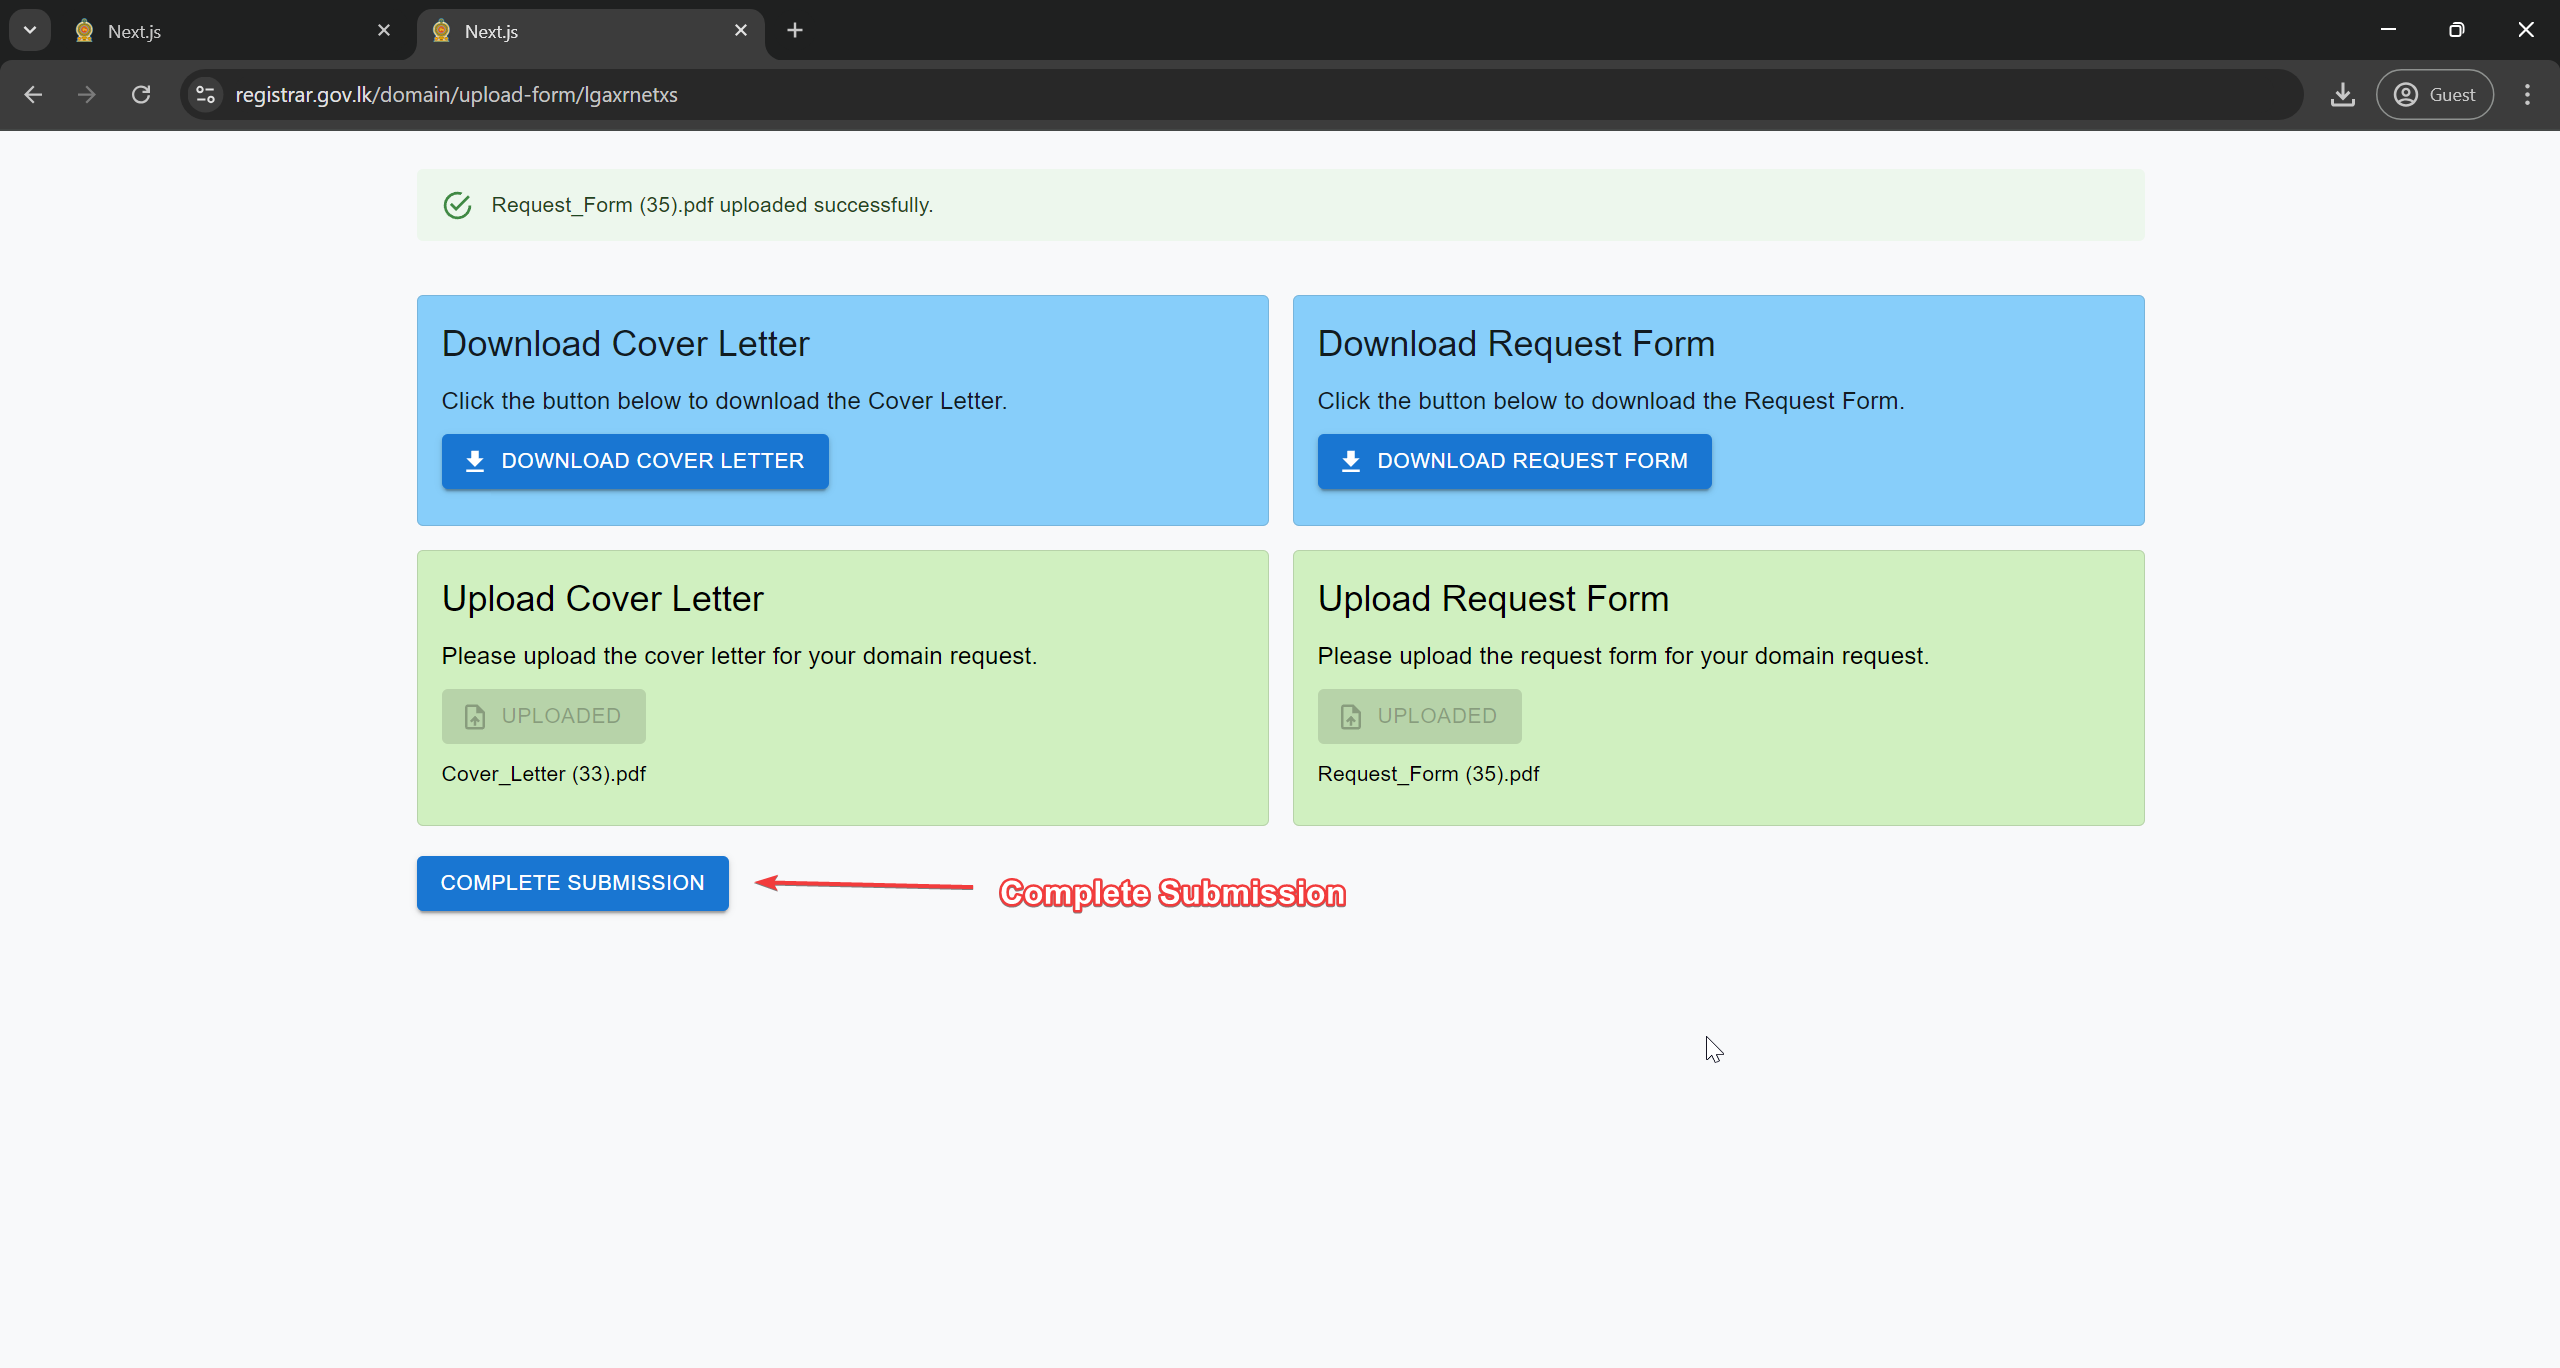 Next.js
Next.js
registrar.gov.lk/domain/upload-form/lgaxrnetxs
Guest
Request_Form (35).pdf uploaded successfully.
Download Cover Letter
Click the button below to download the Cover Letter.
DOWNLOAD COVER LETTER
Download Request Form
Click the button below to download the Request Form.
DOWNLOAD REQUEST FORM
Upload Cover Letter
Please upload the cover letter for your domain request.
UPLOADED
Cover_Letter (33).pdf
Upload Request Form
Please upload the request form for your domain request.
UPLOADED
Request_Form (35).pdf
COMPLETE SUBMISSION
Complete Submission